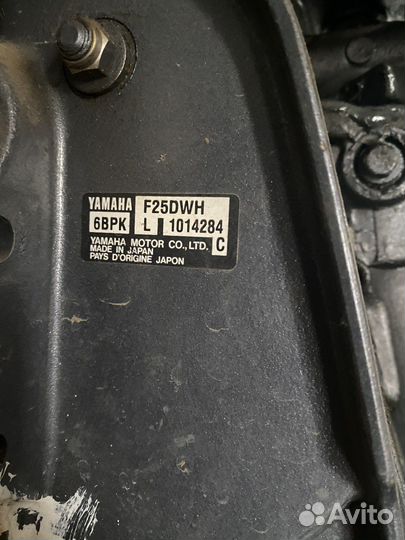 YAMAHA F25DWH
6BPK L 1014284
YAMAHA MOTOR CO.,LTD. C
MADE IN JAPAN
PAYS D'ORIGINE JAPON
Avito